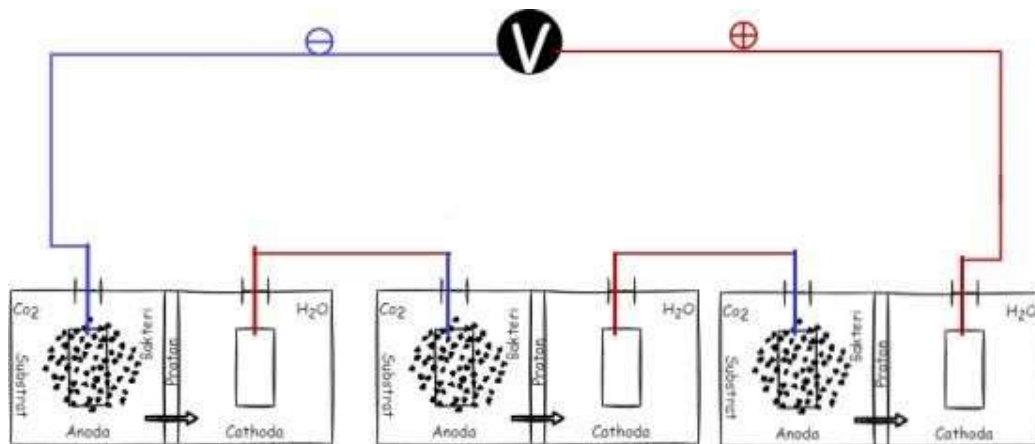 ⊖
V
⊕
Co2
Substrat
Bakteri
Proton
Anoda
H2O
Cathoda
Co2
Substrat
Bakteri
Proton
Anoda
H2O
Cathoda
Co2
Substrat
Bakteri
Proton
Anoda
H2O
Cathoda